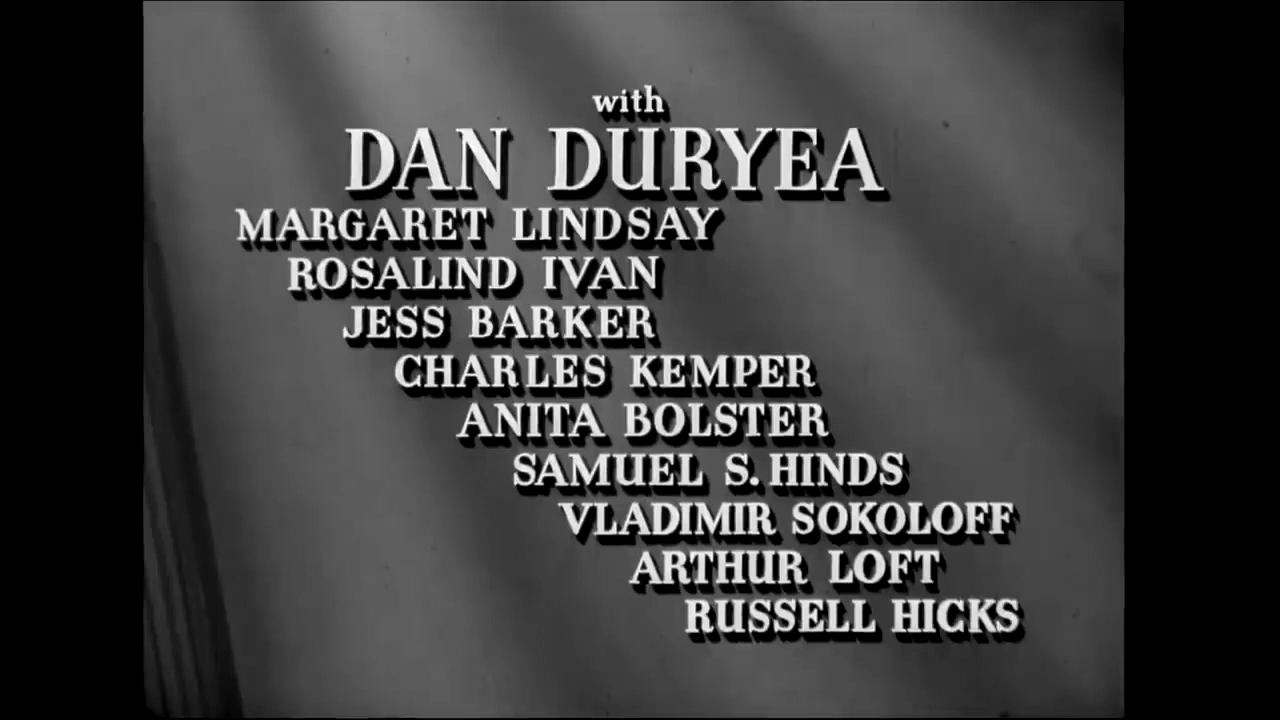 with
DAN DURYEA
MARGARET LINDSAY
ROSALIND IVAN
JESS BARKER
CHARLES KEMPER
ANITA BOLSTER
SAMUEL S. HINDS
VLADIMIR SOKOLOFF
ARTHUR LOFT
RUSSELL HICKS